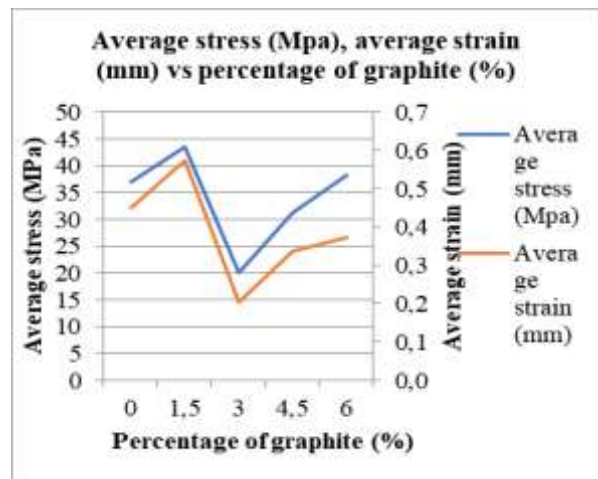 Average stress (Mpa), average strain
(mm) vs percentage of graphite (%)
Average stress (MPa)
50
45
40
35
30
25
20
15
10
5
0
0
1,5
3
4,5
6
Percentage of graphite (%)
0,7
0,6
0,5
0,4
0,3
0,2
0,1
0,0
Average strain (mm)
Avera
ge
stress
(Mpa)
Avera
ge
strain
(mm)